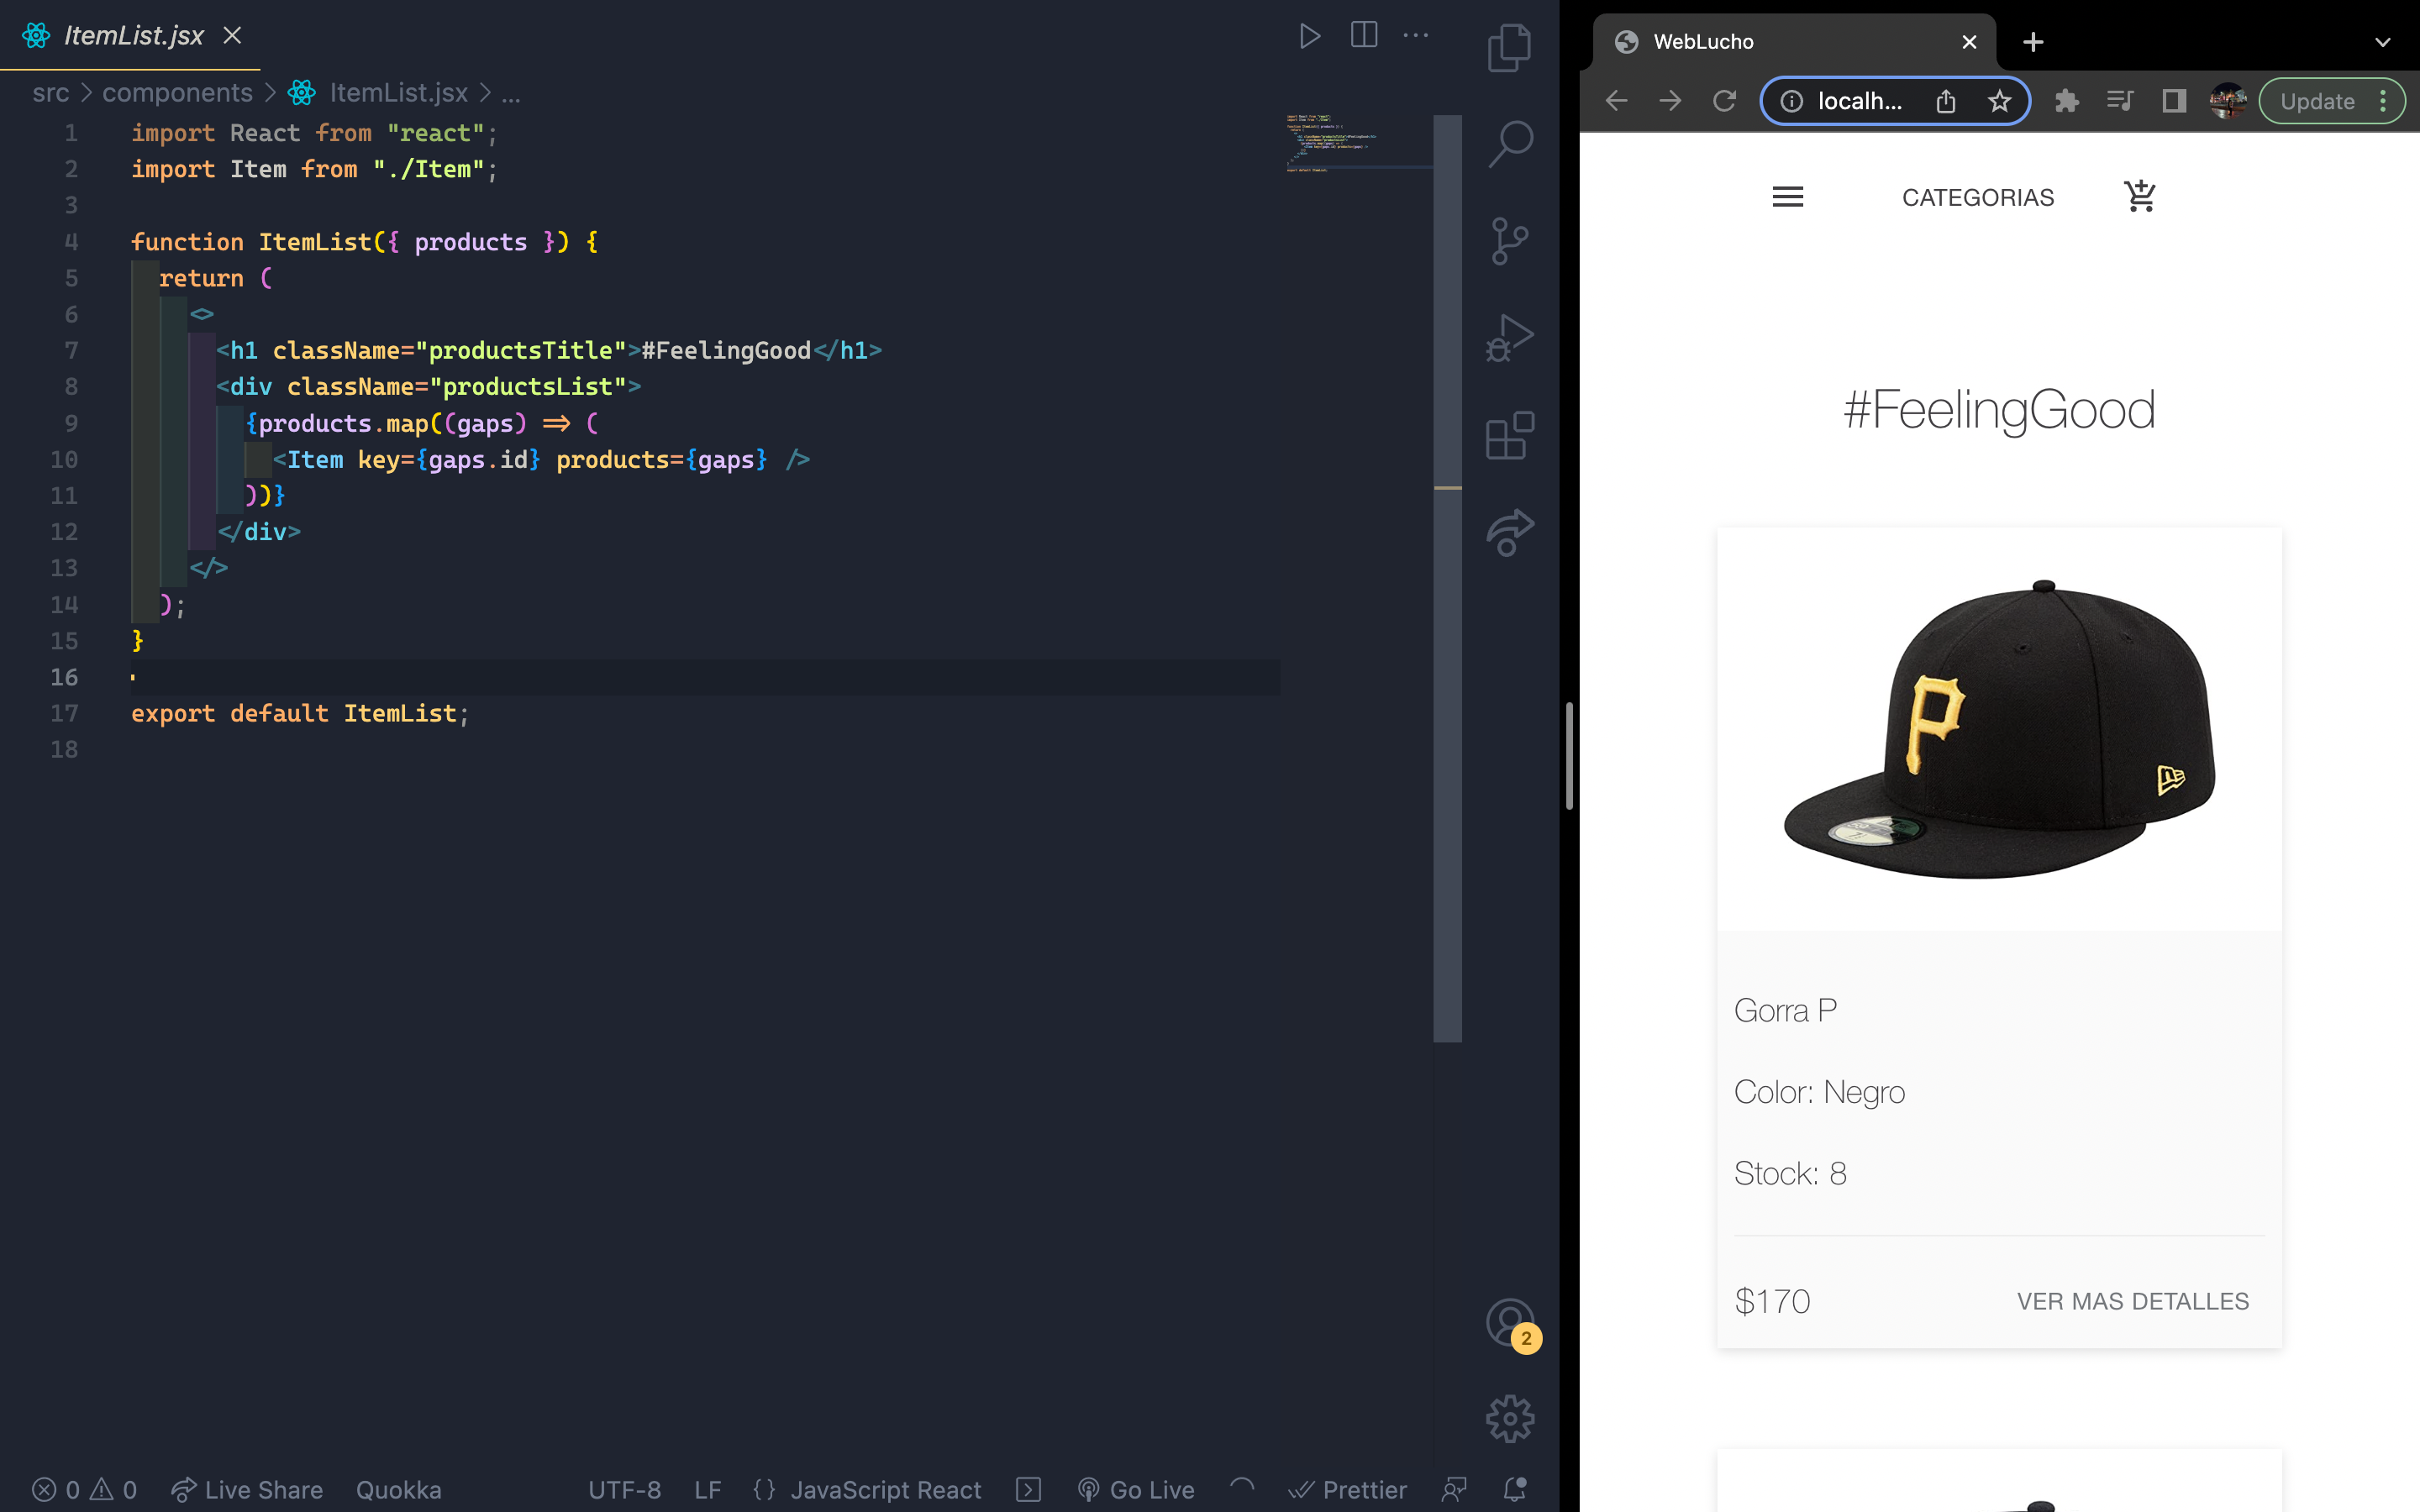 ItemList.jsx
src > components > ItemList.jsx > ...
1 import React from "react";
2 import Item from "./Item";
3
4 function ItemList({ products }) {
5 return (
6 <>
7 <h1 className="productsTitle">#FeelingGood</h1>
8 <div className="productsList">
9 {products.map((gaps) => (
10 <Item key={gaps.id} products={gaps} />
11 ))}
12 </div>
13 </>
14 );
15 }
16
17 export default ItemList;
18
2
0 0 Live Share Quokka UTF-8 LF {} JavaScript React Go Live Prettier
WebLucho
localh... Update
CATEGORIAS
#FeelingGood
P
Gorra P
Color: Negro
Stock: 8
$170 VER MAS DETALLES